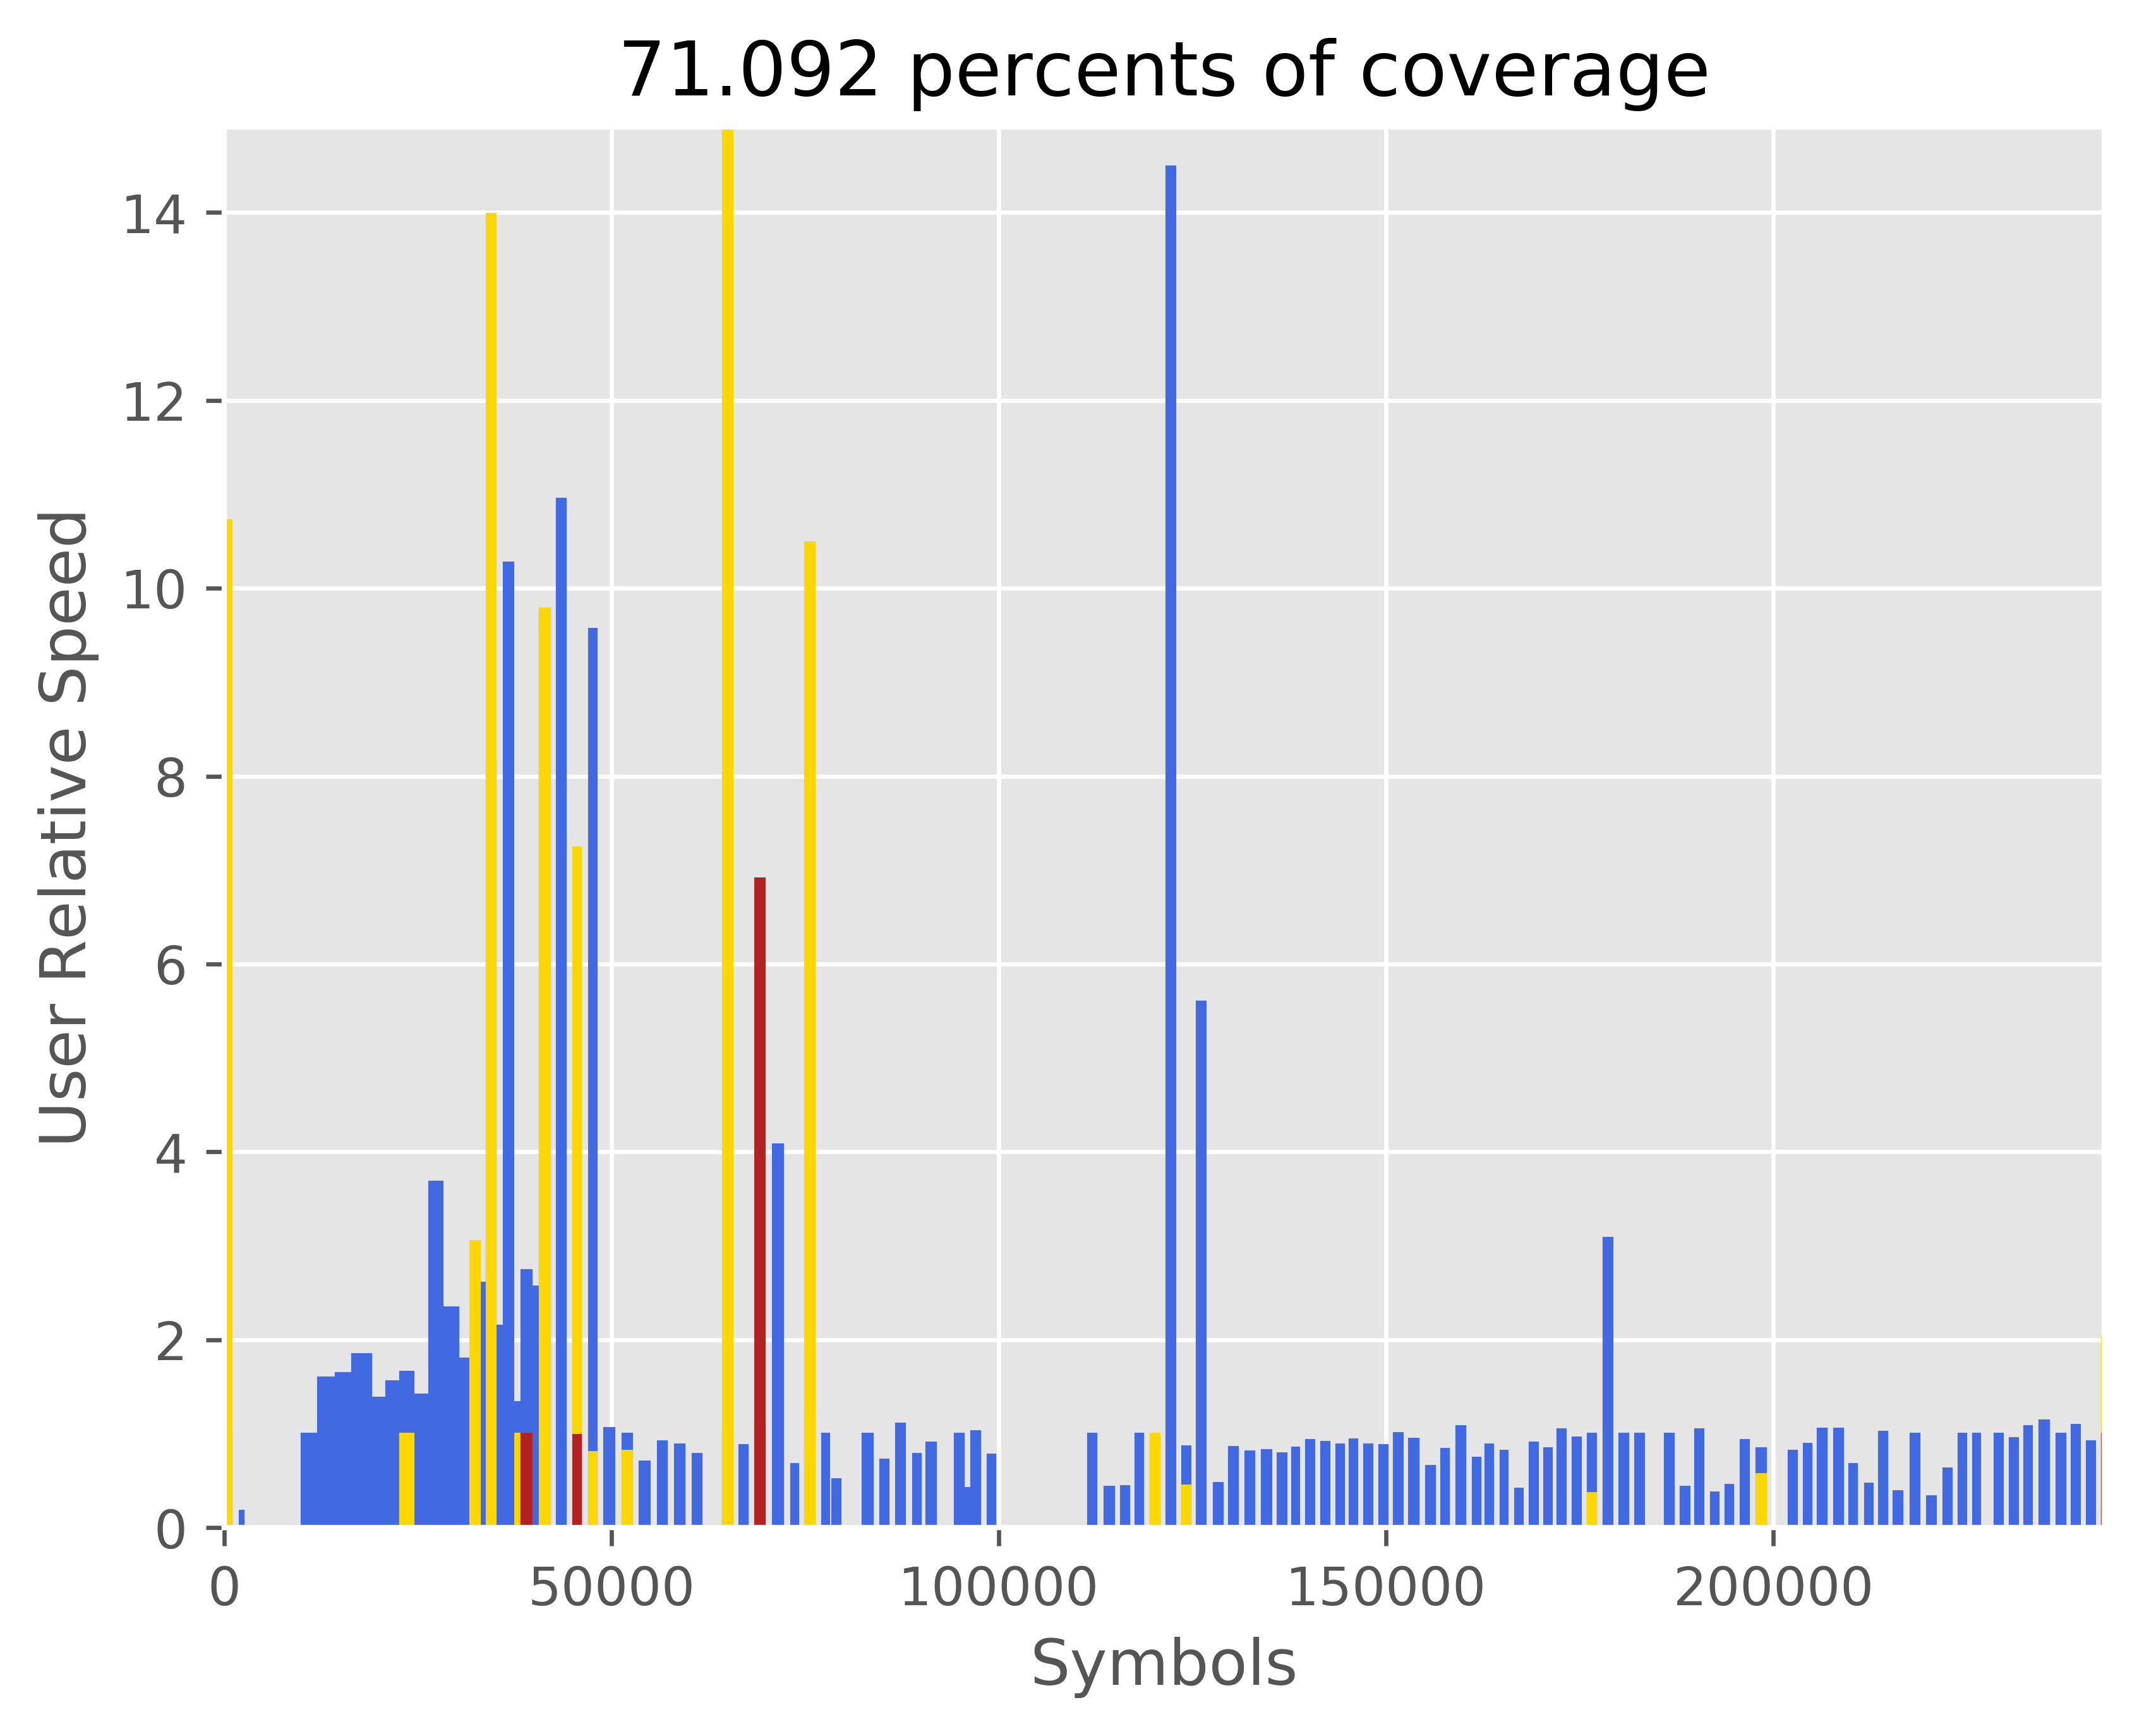 71.092 percents of coverage
User Relative Speed
14
12
10
8
6
4
2
0
0 50000 100000 150000 200000
Symbols